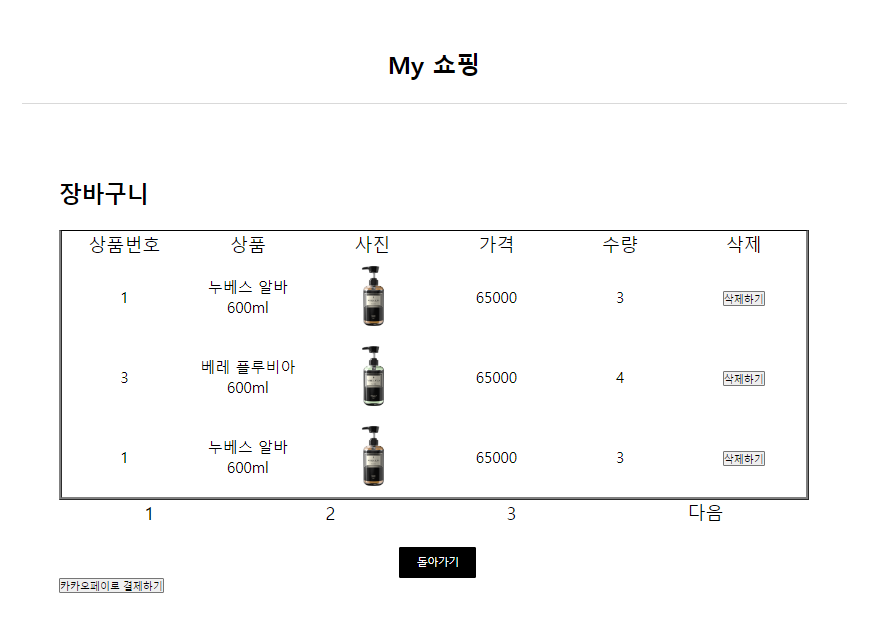 My 쇼핑
장바구니
상품번호 상품 사진 가격 수량 삭제
누베스 알바
1 600ml 65000 3 삭제하기
베레 플루비아
3 600ml 65000 4 삭제하기
누베스 알바
1 600ml 65000 3 삭제하기
1 2 3 다음
돌아가기
카카오페이로 결제하기